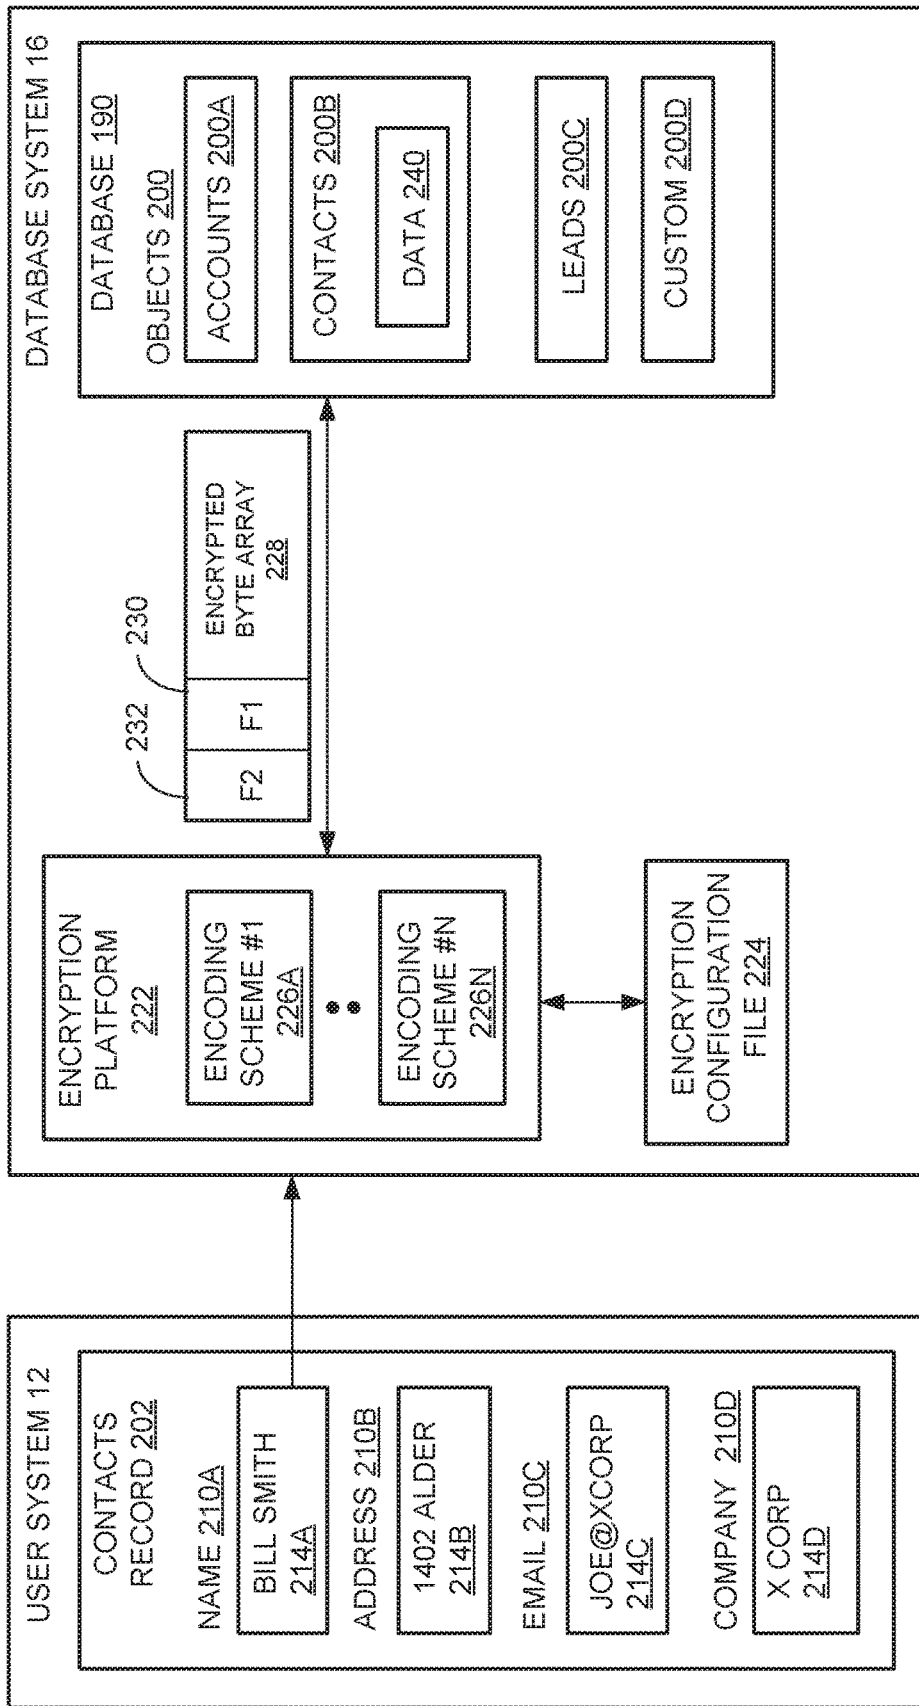 USER SYSTEM 12
CONTACTS
RECORD 202
NAME 210A
BILL SMITH
214A
ADDRESS 210B
1402 ALDER
214B
EMAIL 210C
JOE@XCORP
214C
COMPANY 210D
X CORP
214D
DATABASE SYSTEM 16
ENCRYPTION
PLATFORM
222
ENCODING
SCHEME #1
226A
ENCODING
SCHEME #N
226N
ENCRYPTION
CONFIGURATION
FILE 224
232
230
F2
F1
ENCRYPTED
BYTE ARRAY
228
DATABASE 190
OBJECTS 200
ACCOUNTS 200A
CONTACTS 200B
DATA 240
LEADS 200C
CUSTOM 200D